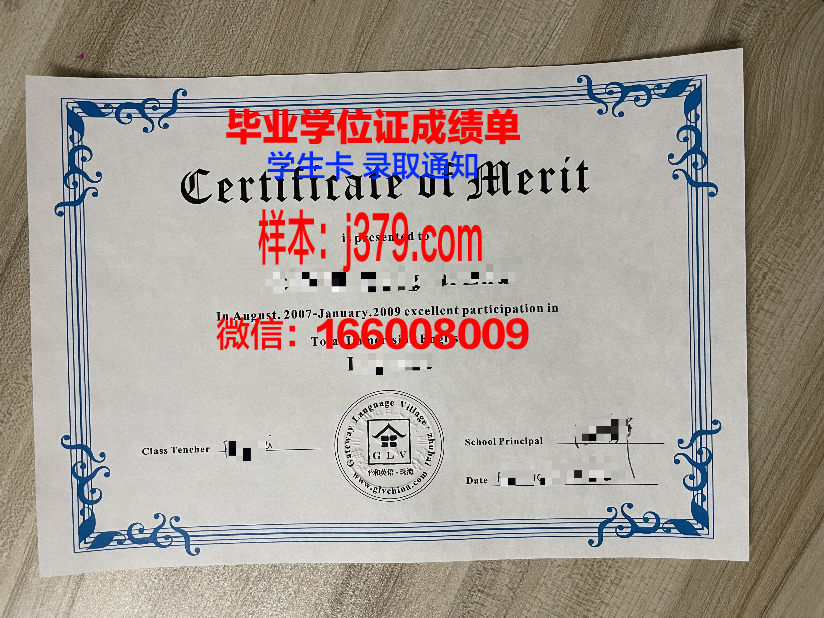 毕业学位证成绩单
学生卡 录取通知
Certificate of Merit
is presented to
样本：j379.com
In August, 2007-January, 2009 excellent participation in
微信：166008009
Class Tencher
School Principal
Date
Gateway Language Village · zhuhai
GLV
www.glvchina.com